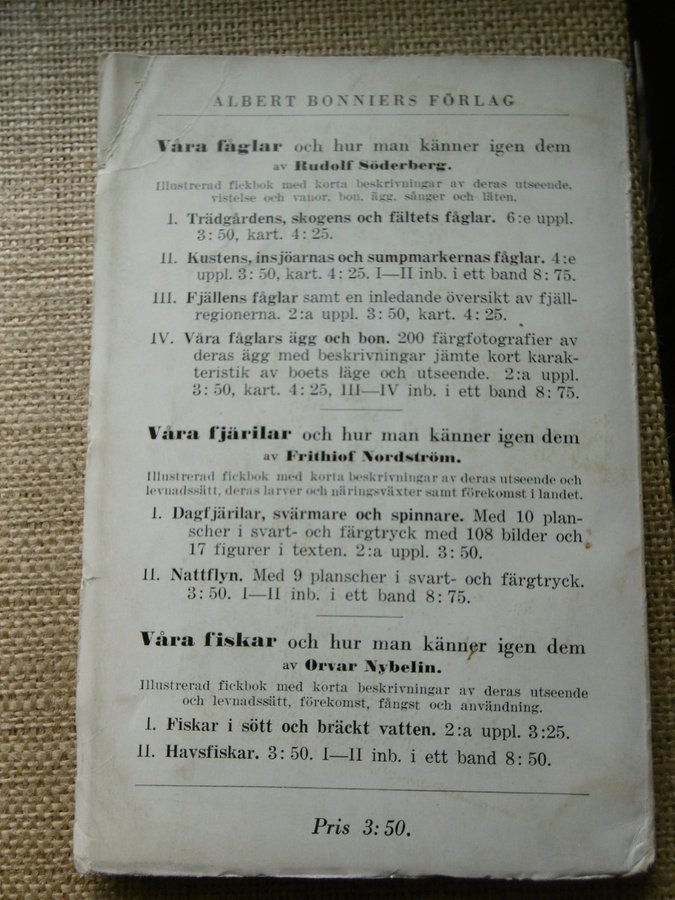 ALBERT BONNIERS FÖRLAG
Våra fåglar och hur man känner igen dem
av Rudolf Söderberg.
Illustrerad fickbok med korta beskrivningar av deras utseende,
vistelse och vanor, bon, ägg, sånger och läten.
I. Trädgårdens, skogens och fältets fåglar. 6:e uppl.
3: 50, kart. 4: 25.
II. Kustens, insjöarnas och sumpmarkernas fåglar. 4:e
uppl. 3: 50, kart. 4: 25. I—II inb. i ett band 8: 75.
III. Fjällens fåglar samt en inledande översikt av fjäll-
regionerna. 2:a uppl. 3: 50, kart. 4: 25.
IV. Våra fåglars ägg och bon. 200 färgfotografier av
deras ägg med beskrivningar jämte kort karak-
teristik av boets läge och utseende. 2:a uppl.
3: 50, kart. 4: 25, III—IV inb. i ett band 8: 75.
Våra fjärilar och hur man känner igen dem
av Frithiof Nordström.
Illustrerad fickbok med korta beskrivningar av deras utseende och
levnadssätt, deras larver och näringsväxter samt förekomst i landet.
I. Dagfjärilar, svärmare och spinnare. Med 10 plan-
scher i svart- och färgtryck med 108 bilder och
17 figurer i texten. 2:a uppl. 3: 50.
II. Nattflyn. Med 9 planscher i svart- och färgtryck.
3: 50. I—II inb. i ett band 8: 75.
Våra fiskar och hur man känner igen dem
av Orvar Nybelin.
Illustrerad fickbok med korta beskrivningar av deras utseende
och levnadssätt, förekomst, fångst och användning.
I. Fiskar i sött och bräckt vatten. 2:a uppl. 3:25.
II. Havsfiskar. 3: 50. I—II inb. i ett band 8: 50.
Pris 3: 50.